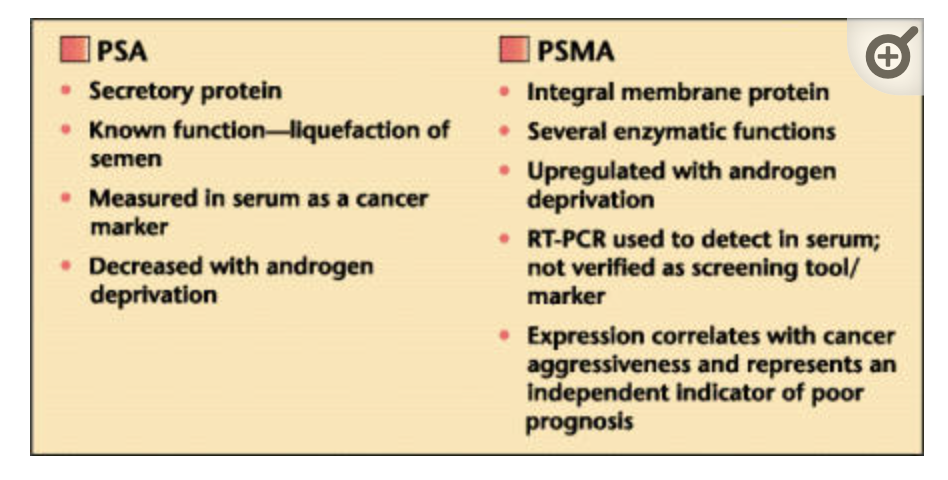 PSA
• Secretory protein
• Known function—liquefaction of
semen
• Measured in serum as a cancer
marker
• Decreased with androgen
deprivation
PSMA
• Integral membrane protein
• Several enzymatic functions
• Upregulated with androgen
deprivation
• RT-PCR used to detect in serum;
not verified as screening tool/
marker
• Expression correlates with cancer
aggressiveness and represents an
independent indicator of poor
prognosis